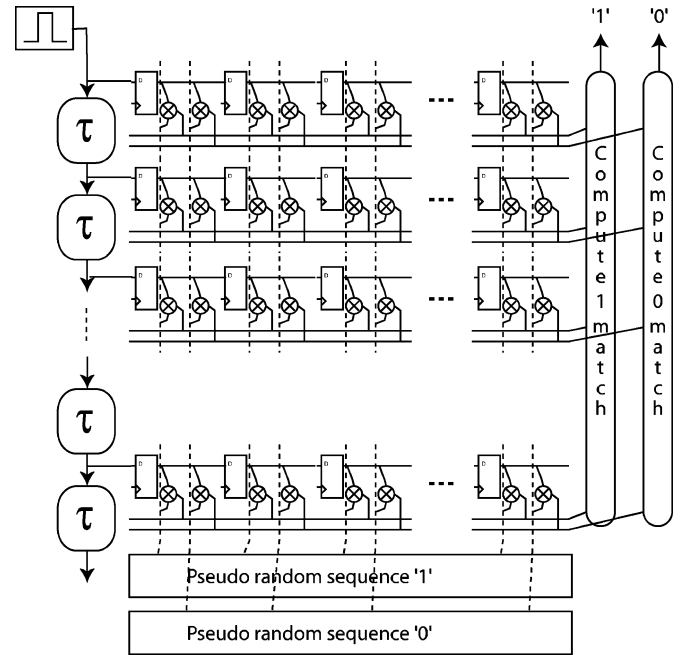 '1' '0'
τ
D D D ... D
τ
D D D ... D
D D D ... D
τ
D D D ... D
τ
Compute 1 match
Compute 0 match
Pseudo random sequence '1'
Pseudo random sequence '0'